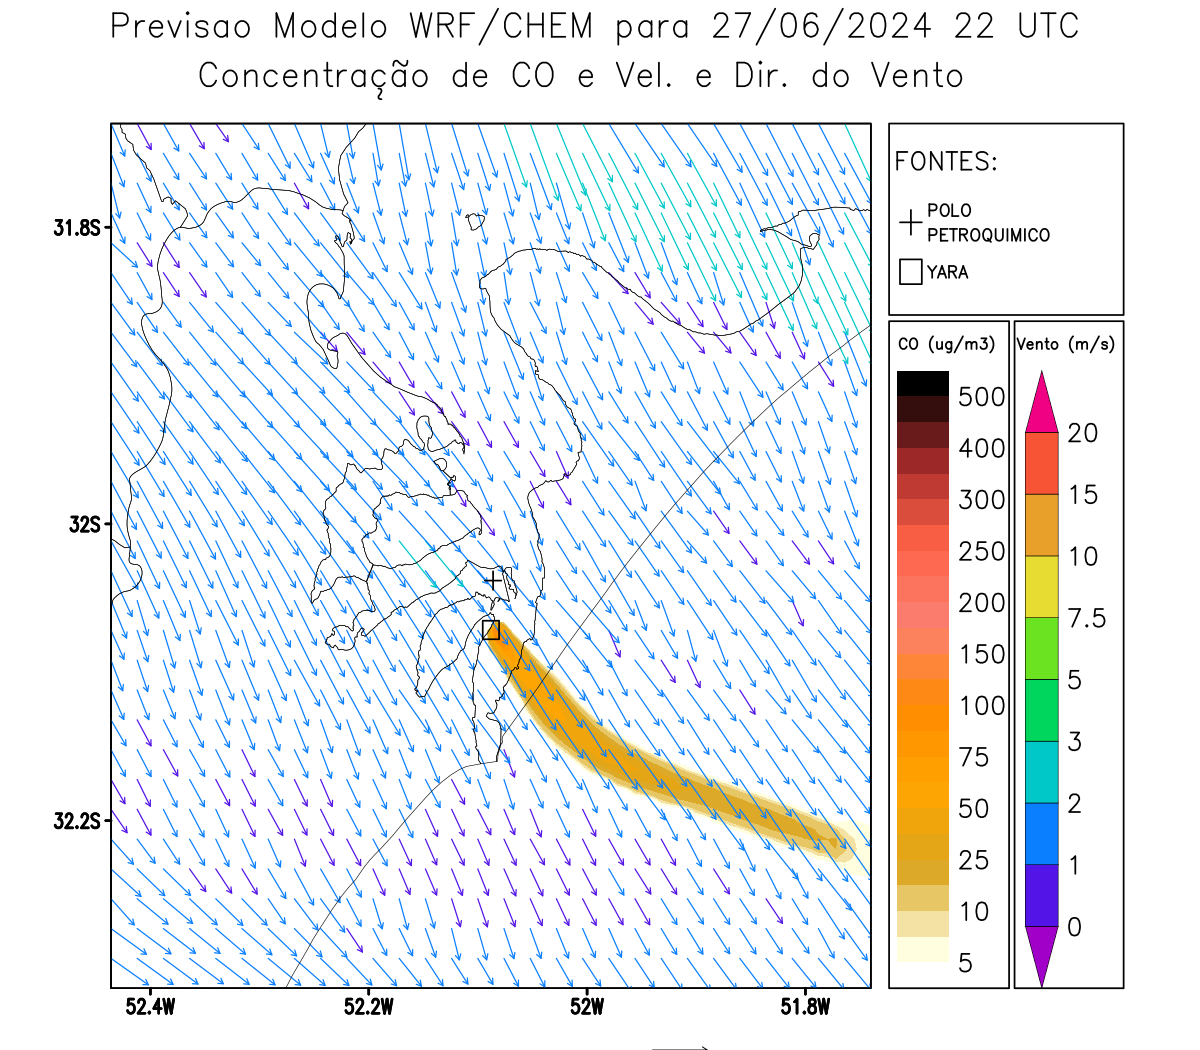 Previsao Modelo WRF/CHEM para 27/06/2024 22 UTC
Concentração de CO e Vel. e Dir. do Vento
FONTES:
POLO
PETROQUIMICO
YARA
CO (ug/m3)
500
400
300
250
200
150
100
75
50
25
10
5
Vento (m/s)
20
15
10
7.5
5
3
2
1
0
31.8S
32S
32.2S
52.4W
52.2W
52W
51.8W